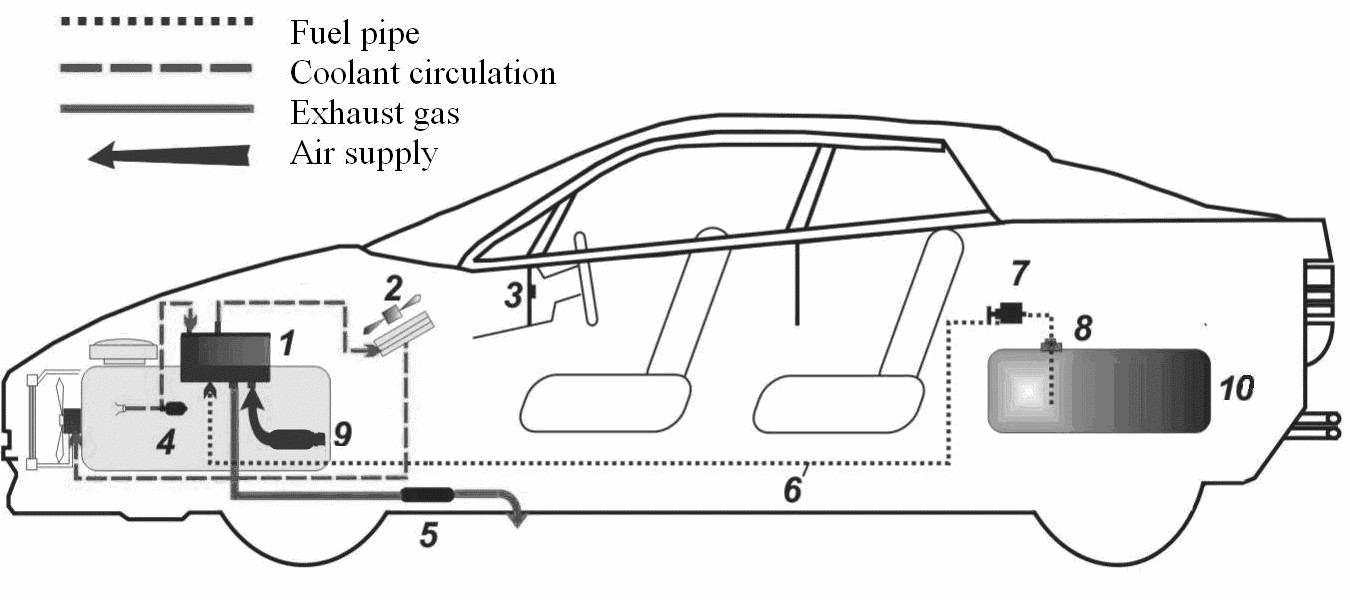 Fuel pipe
Coolant circulation
Exhaust gas
Air supply
1
2
3
4
5
6
7
8
9
10